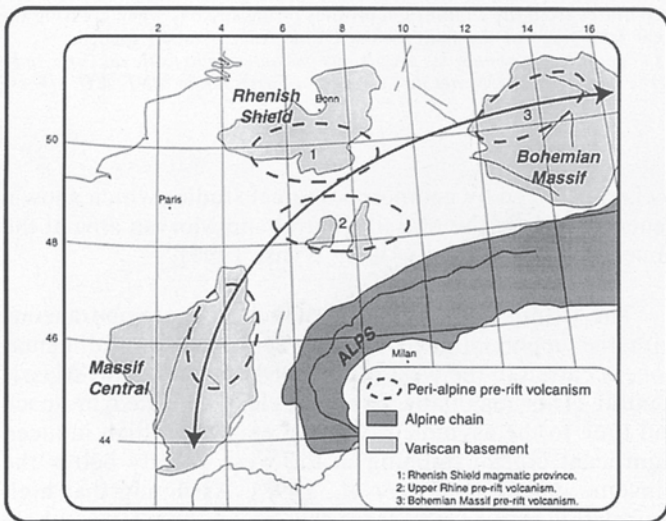 2 4 6 8 10 12 14 16
Rhenish
Shield
Bonn
50
1
3
Bohemian
Massif
Paris
2
48
46
ALPS
Massif
Central
Milan
44
Peri-alpine pre-rift volcanism
Alpine chain
Variscan basement
1: Rhenish Shield magmatic province.
2: Upper Rhine pre-rift volcanism.
3: Bohemian Massif pre-rift volcanism.